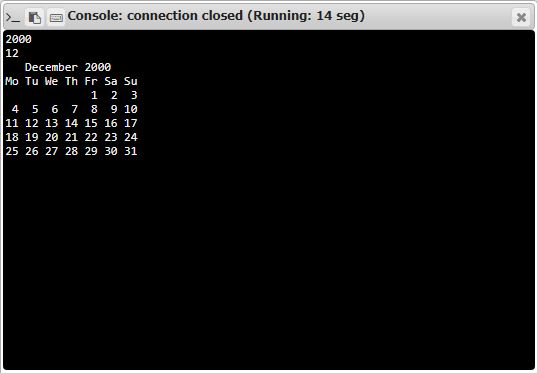 Console: connection closed (Running: 14 seg)
2000
12
   December 2000
Mo Tu We Th Fr Sa Su
             1  2  3
 4  5  6  7  8  9 10
11 12 13 14 15 16 17
18 19 20 21 22 23 24
25 26 27 28 29 30 31